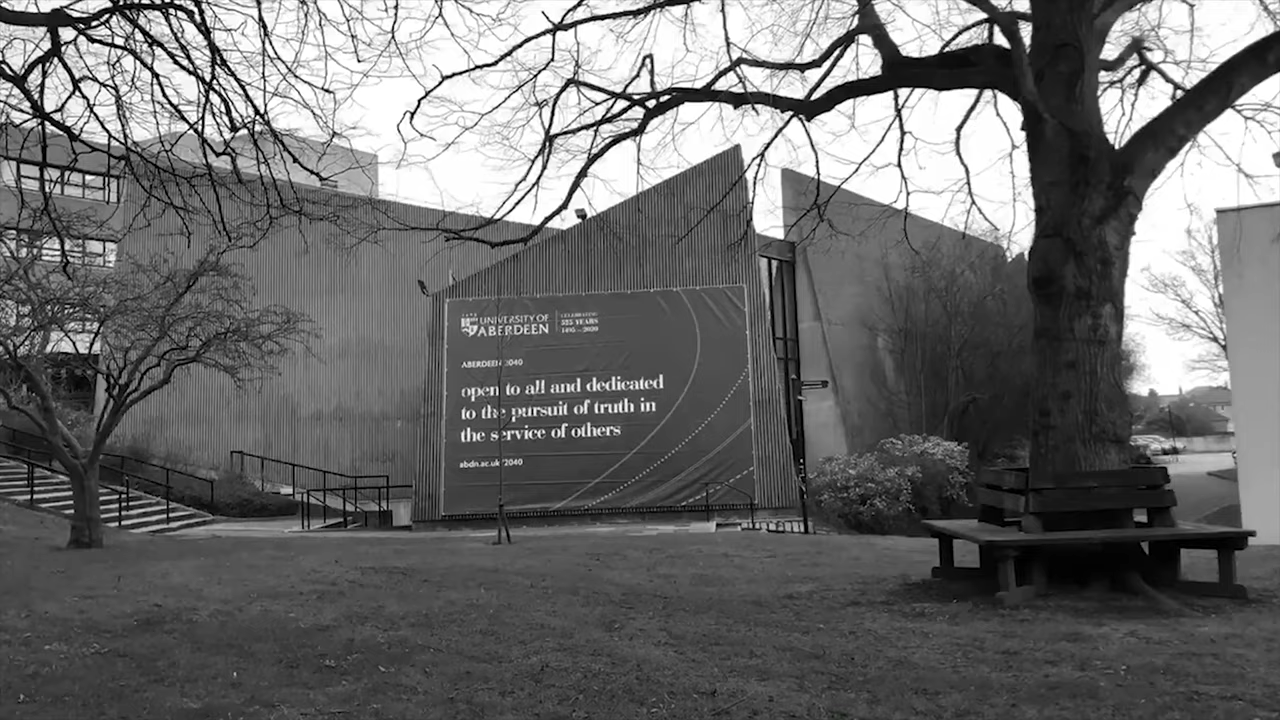 UNIVERSITY OF
ABERDEEN
CELEBRATING
525 YEARS
1495 – 2020
ABERDEEN 2040
open to all and dedicated
to the pursuit of truth in
the service of others
abdn.ac.uk/2040